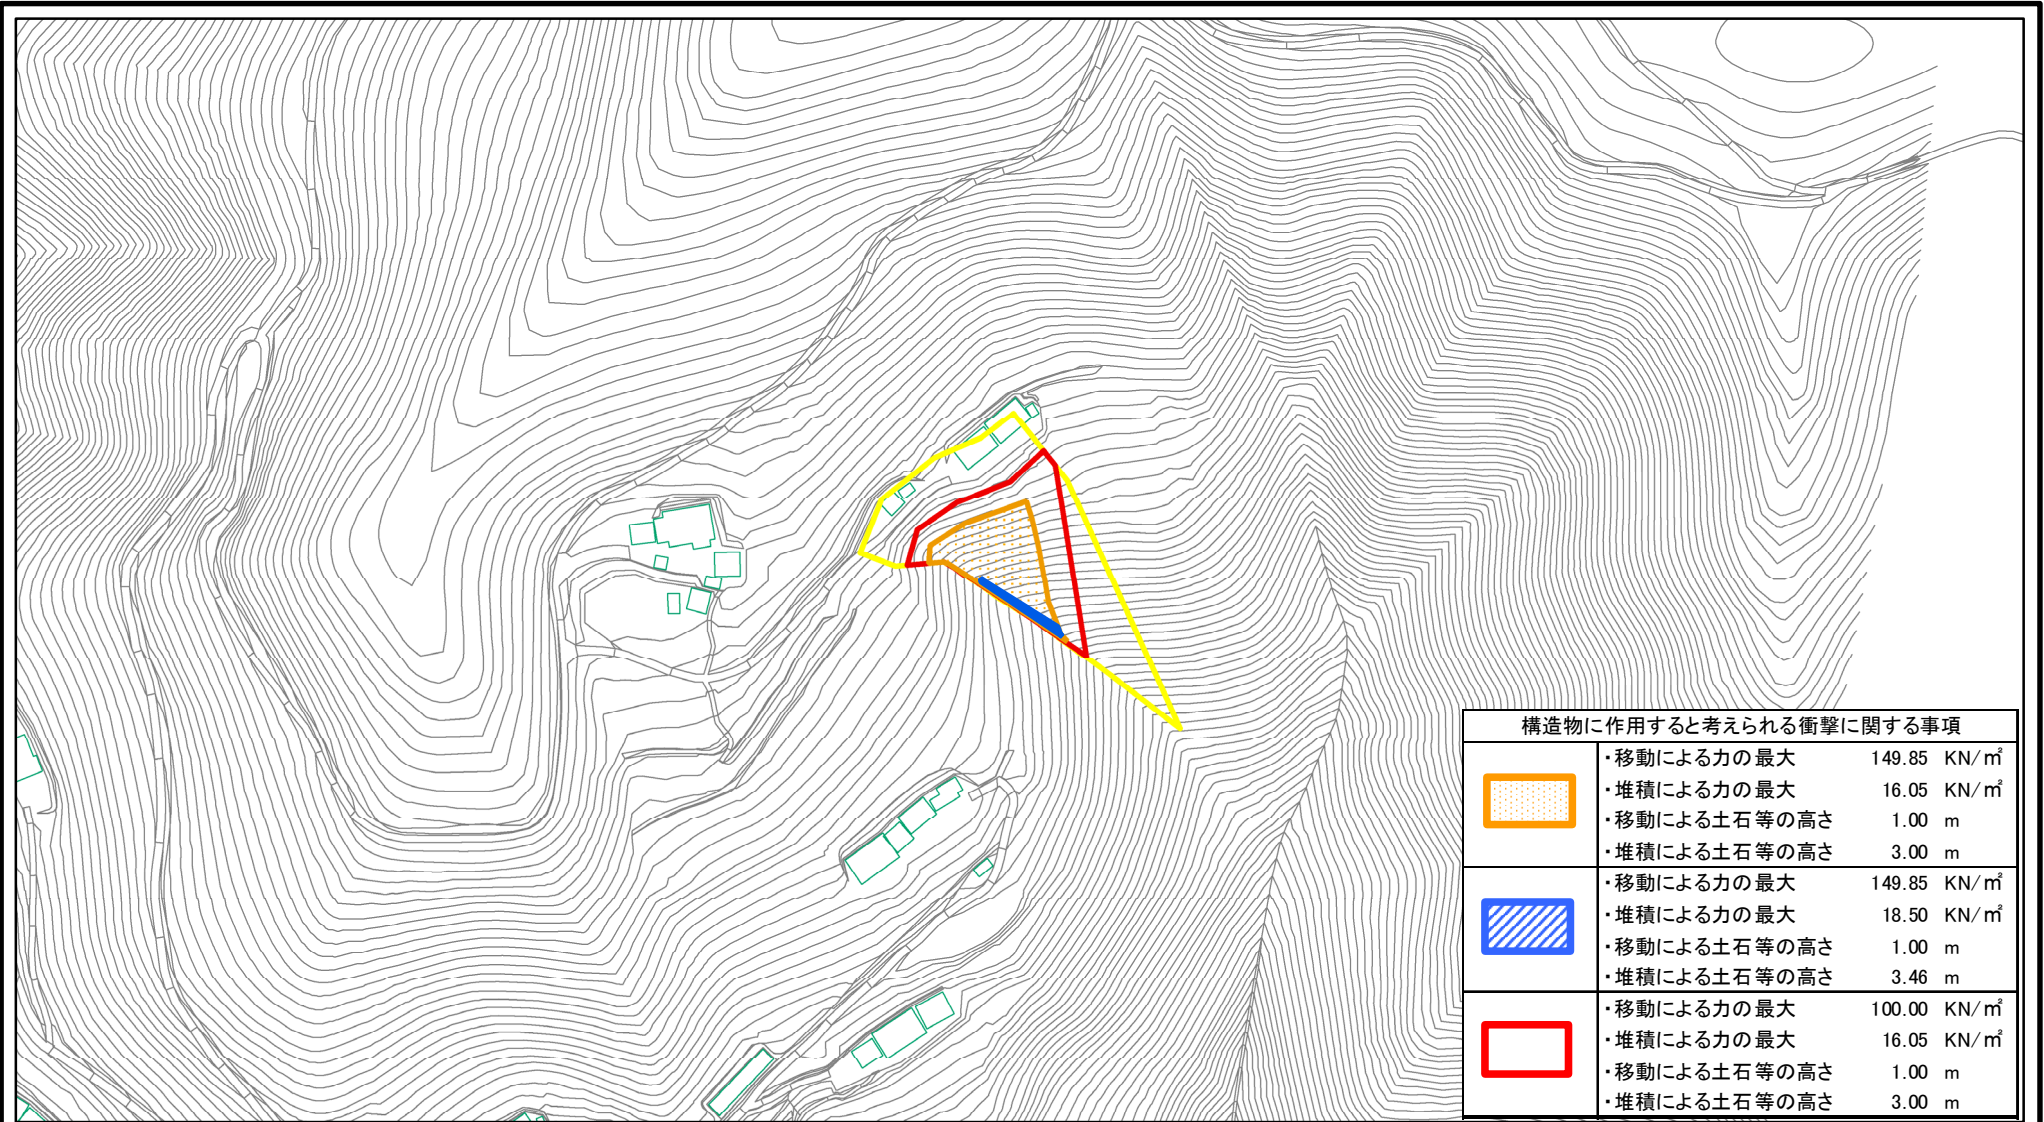 構造物に作用すると考えられる衝撃に関する事項
・移動による力の最大 149.85 KN/㎡
・堆積による力の最大 16.05 KN/㎡
・移動による土石等の高さ 1.00 m
・堆積による土石等の高さ 3.00 m
・移動による力の最大 149.85 KN/㎡
・堆積による力の最大 18.50 KN/㎡
・移動による土石等の高さ 1.00 m
・堆積による土石等の高さ 3.46 m
・移動による力の最大 100.00 KN/㎡
・堆積による力の最大 16.05 KN/㎡
・移動による土石等の高さ 1.00 m
・堆積による土石等の高さ 3.00 m